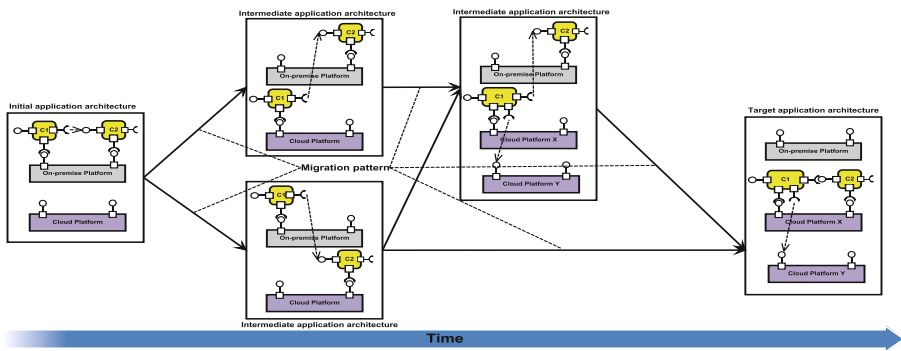 Initial application architecture
C1
C2
On-premise Platform
Cloud Platform
Intermediate application architecture
C2
On-premise Platform
C1
Cloud Platform
Migration pattern
C1
On-premise Platform
C2
Cloud Platform
Intermediate application architecture
Intermediate application architecture
C2
On-premise Platform
C1
Cloud Platform X
Cloud Platform Y
Target application architecture
On-premise Platform
C1
C2
Cloud Platform X
Cloud Platform Y
Time